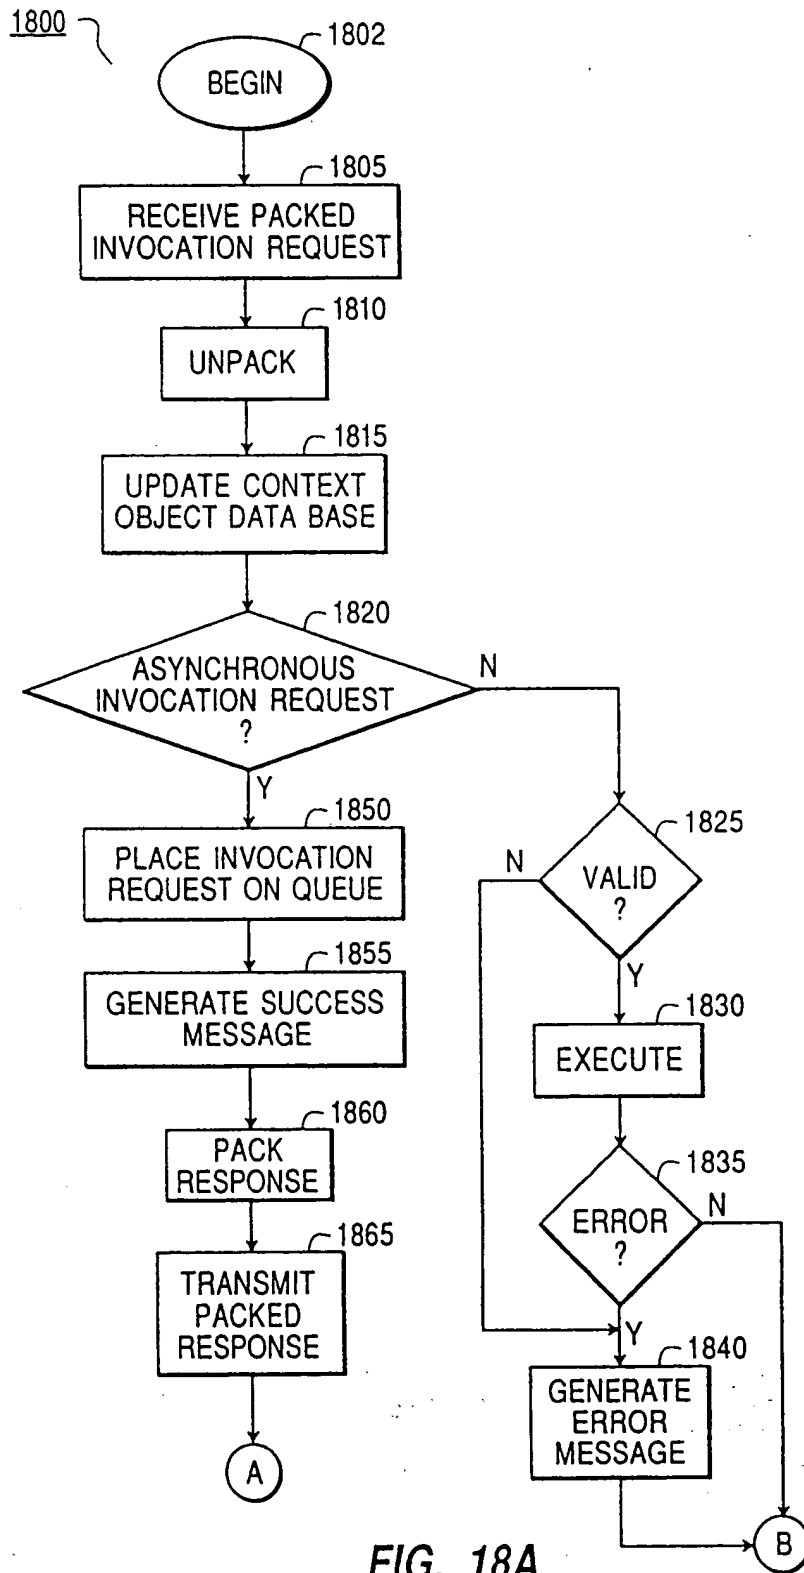 1800
1802
BEGIN
1805
RECEIVE PACKED
INVOCATION REQUEST
1810
UNPACK
1815
UPDATE CONTEXT
OBJECT DATA BASE
1820
ASYNCHRONOUS
INVOCATION REQUEST
?
N
Y
1850
PLACE INVOCATION
REQUEST ON QUEUE
1855
GENERATE SUCCESS
MESSAGE
1860
PACK
RESPONSE
1865
TRANSMIT
PACKED
RESPONSE
A
1825
VALID
?
N
Y
1830
EXECUTE
1835
ERROR
?
N
Y
1840
GENERATE
ERROR
MESSAGE
B
FIG. 18A